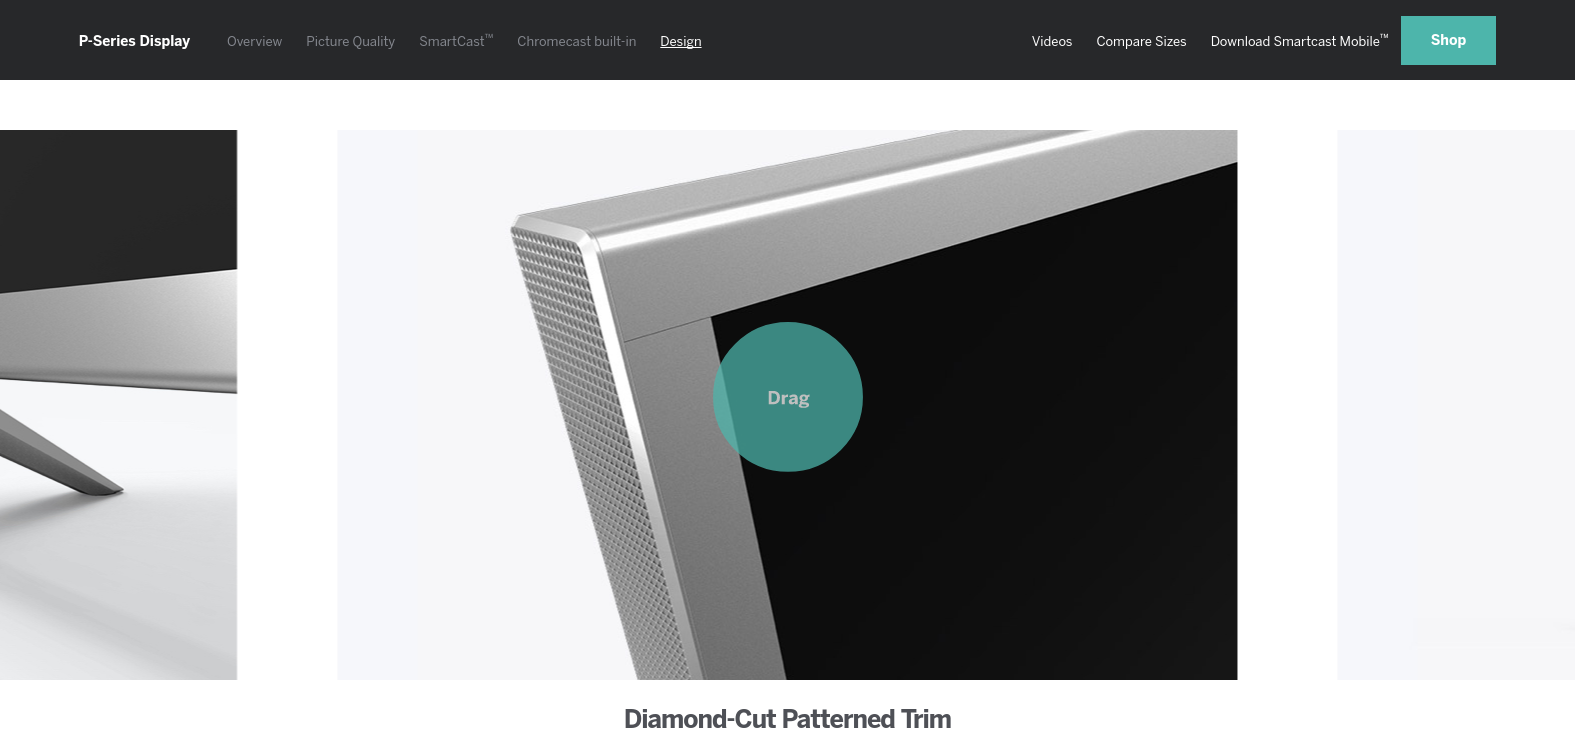 P-Series Display Overview Picture Quality SmartCast™ Chromecast built-in Design Videos Compare Sizes Download Smartcast Mobile™ Shop
Drag
Diamond-Cut Patterned Trim